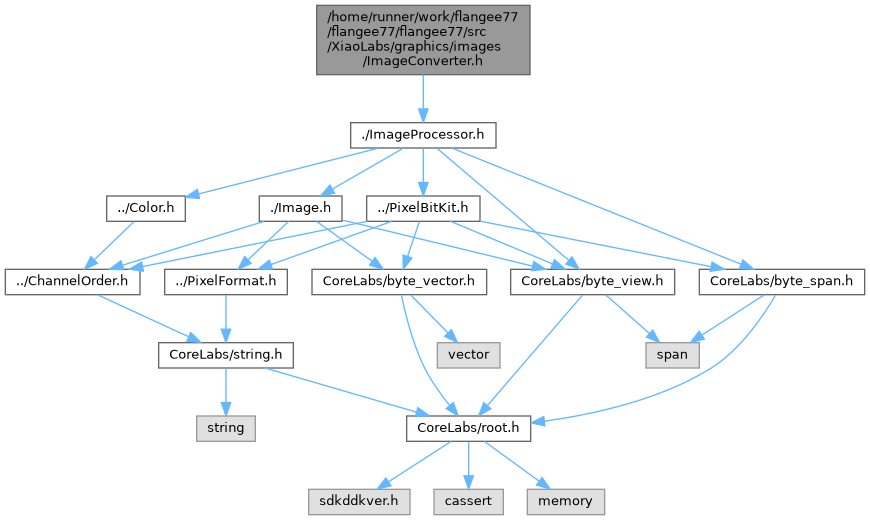 /home/runner/work/flangee77
/flangee77/flangee77/src
/XiaoLabs/graphics/images
/ImageConverter.h
./ImageProcessor.h
../Color.h
./Image.h
../PixelBitKit.h
../ChannelOrder.h
../PixelFormat.h
CoreLabs/byte_vector.h
CoreLabs/byte_view.h
CoreLabs/byte_span.h
CoreLabs/string.h
vector
span
string
CoreLabs/root.h
sdkddkver.h
cassert
memory